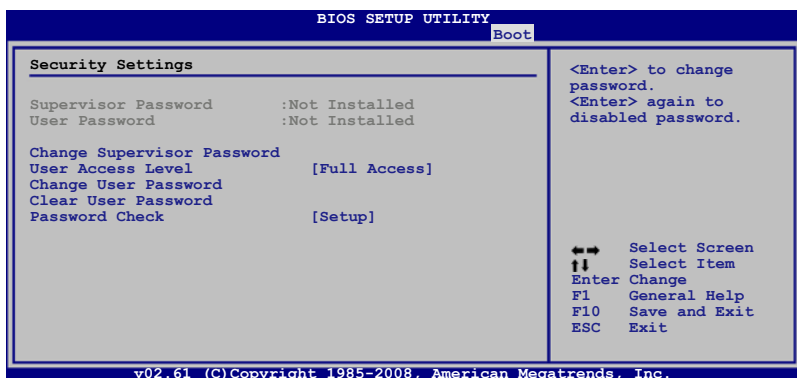 BIOS SETUP UTILITY
Boot
Security Settings
Supervisor Password :Not Installed
User Password :Not Installed
Change Supervisor Password
User Access Level [Full Access]
Change User Password
Clear User Password
Password Check [Setup]
<Enter> to change
password.
<Enter> again to
disabled password.
←→ Select Screen
↑↓ Select Item
Enter Change
F1 General Help
F10 Save and Exit
ESC Exit
v02.61 (C)Copyright 1985-2008, American Megatrends, Inc.